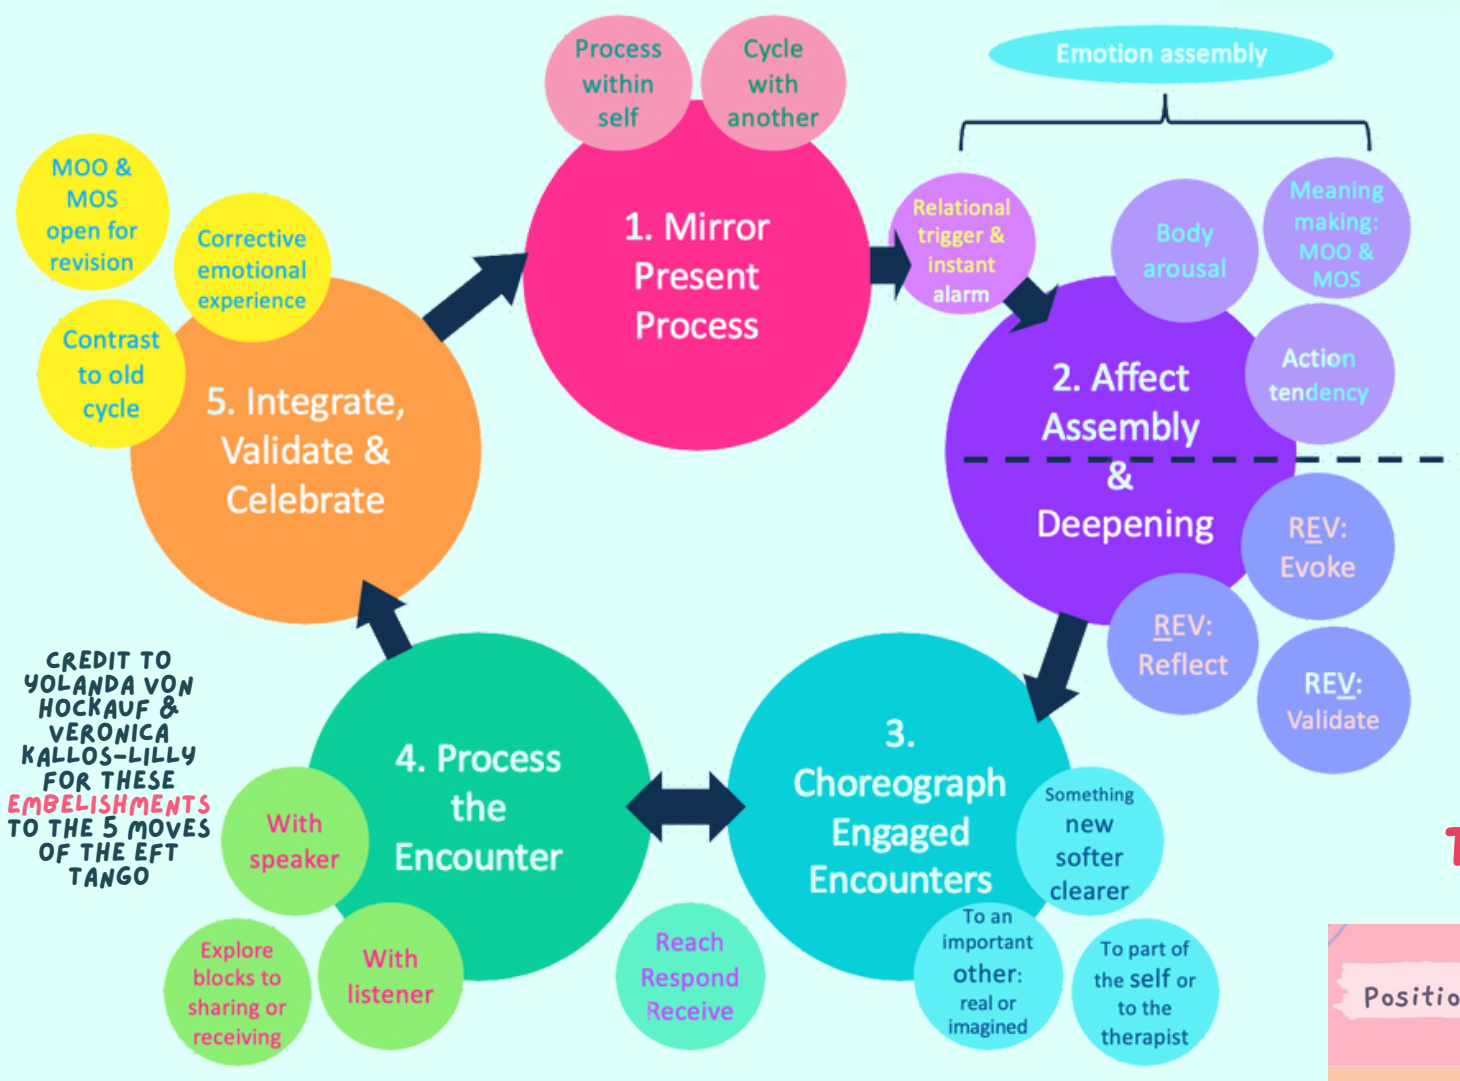 Process
within
self
Cycle
with
another
Emotion assembly
1. Mirror
Present
Process
Relational
trigger &
instant
alarm
Body
arousal
Meaning
making:
MOO &
MOS
Action
tendency
2. Affect
Assembly
&
Deepening
REV:
Evoke
REV:
Reflect
REV:
Validate
3.
Choreograph
Engaged
Encounters
Something
new
softer
clearer
To an
important
other:
real or
imagined
To part of
the self or
to the
therapist
Reach
Respond
Receive
4. Process
the
Encounter
With
speaker
With
listener
Explore
blocks to
sharing or
receiving
5. Integrate,
Validate &
Celebrate
MOO &
MOS
open for
revision
Corrective
emotional
experience
Contrast
to old
cycle
CREDIT TO
YOLANDA VON
HOCKAUF &
VERONICA
KALLOS-LILLY
FOR THESE
EMBELISHMENTS
TO THE 5 MOVES
OF THE EFT
TANGO